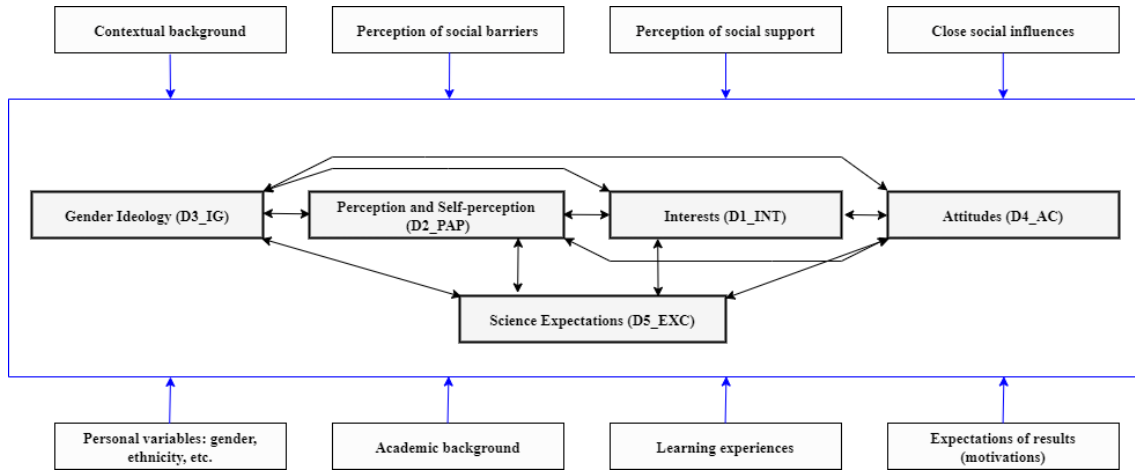 Contextual background
Perception of social barriers
Perception of social support
Close social influences
Gender Ideology (D3_IG)
Perception and Self-perception
(D2_PAP)
Interests (D1_INT)
Attitudes (D4_AC)
Science Expectations (D5_EXC)
Personal variables: gender,
ethnicity, etc.
Academic background
Learning experiences
Expectations of results
(motivations)